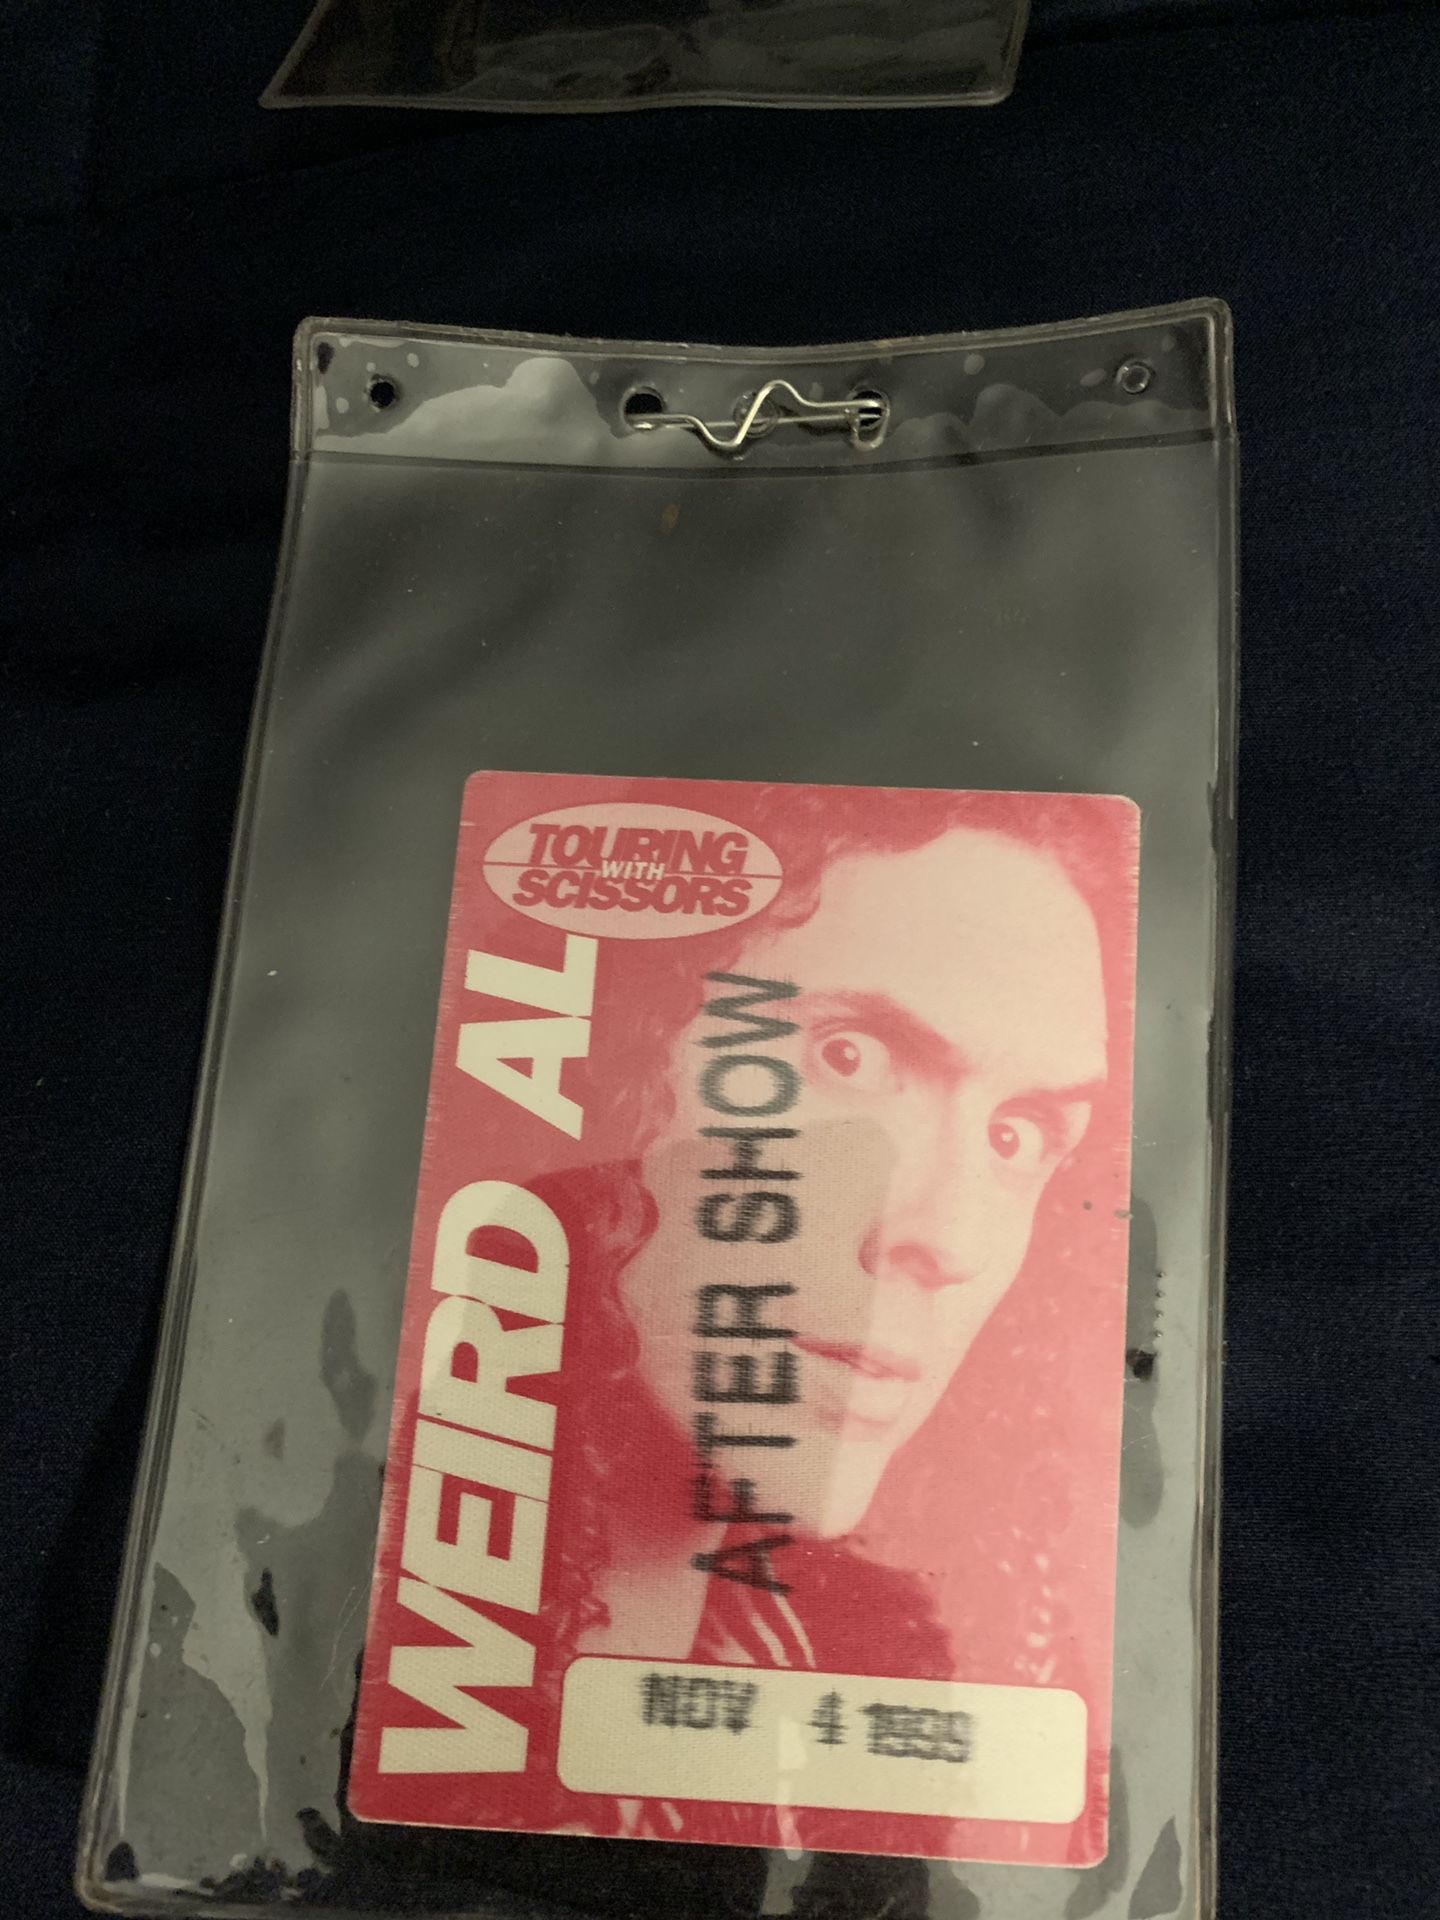 TOURING
WITH
SCISSORS
WEIRD AL
AFTER SHOW
NOV 4 1999